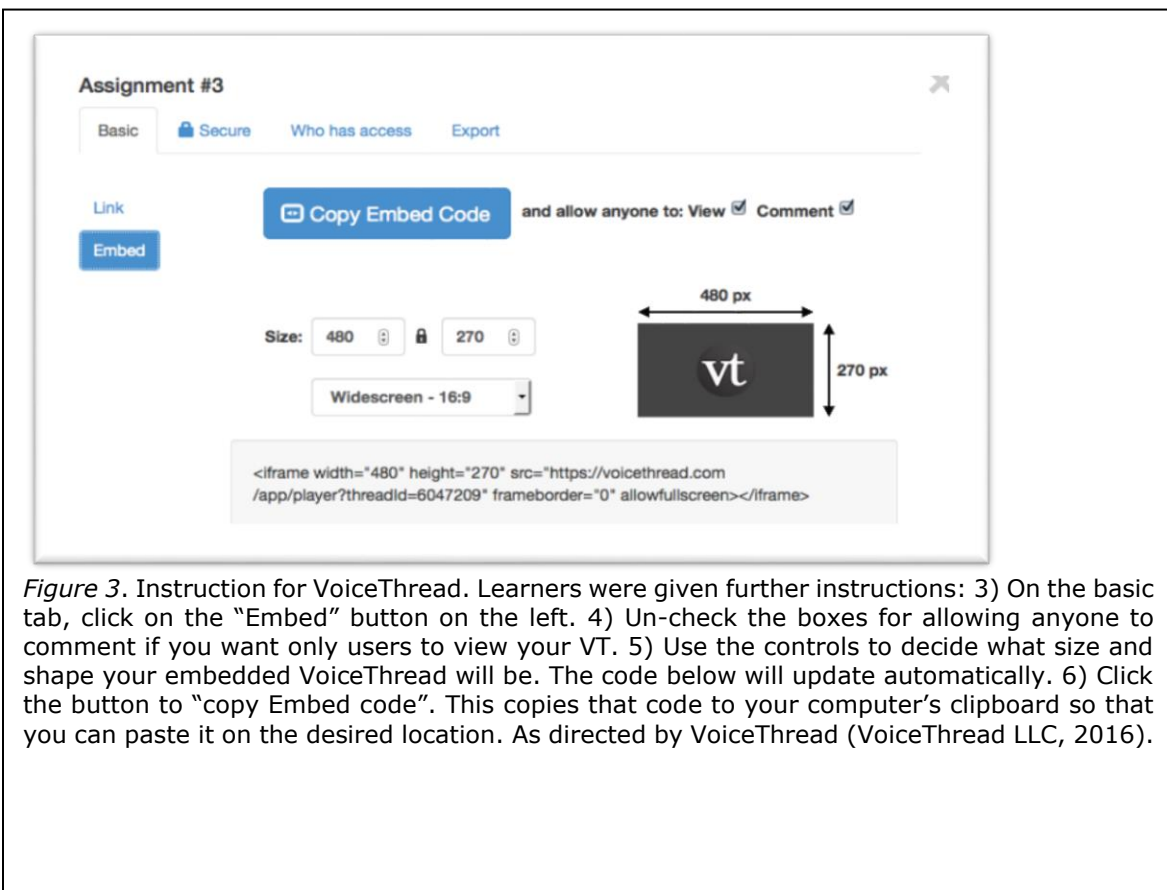 Assignment #3
Basic Secure Who has access Export
Link
Copy Embed Code and allow anyone to: View Comment
Embed
480 px
Size: 480 270
vt
270 px
Widescreen - 16:9
<iframe width="480" height="270" src="https://voicethread.com
/app/player?threadId=6047209" frameborder="0" allowfullscreen></iframe>
Figure 3. Instruction for VoiceThread. Learners were given further instructions: 3) On the basic
tab, click on the “Embed” button on the left. 4) Un-check the boxes for allowing anyone to
comment if you want only users to view your VT. 5) Use the controls to decide what size and
shape your embedded VoiceThread will be. The code below will update automatically. 6) Click
the button to “copy Embed code”. This copies that code to your computer’s clipboard so that
you can paste it on the desired location. As directed by VoiceThread (VoiceThread LLC, 2016).